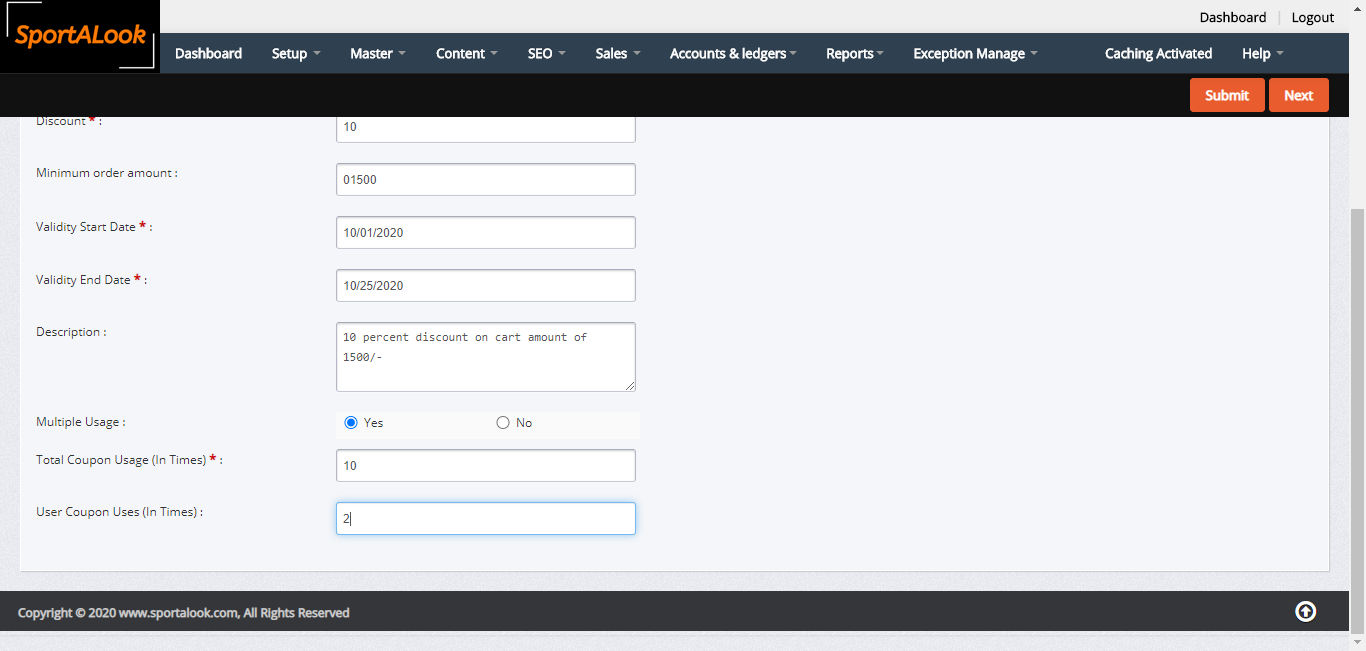 Dashboard Logout
SportALook
Dashboard Setup Master Content SEO Sales Accounts & ledgers Reports Exception Manage Caching Activated Help
Submit Next
Discount * : 10
Minimum order amount : 01500
Validity Start Date * : 10/01/2020
Validity End Date * : 10/25/2020
Description : 10 percent discount on cart amount of
1500/-
Multiple Usage : Yes No
Total Coupon Usage (In Times) * : 10
User Coupon Uses (In Times) : 2
Copyright © 2020 www.sportalook.com, All Rights Reserved